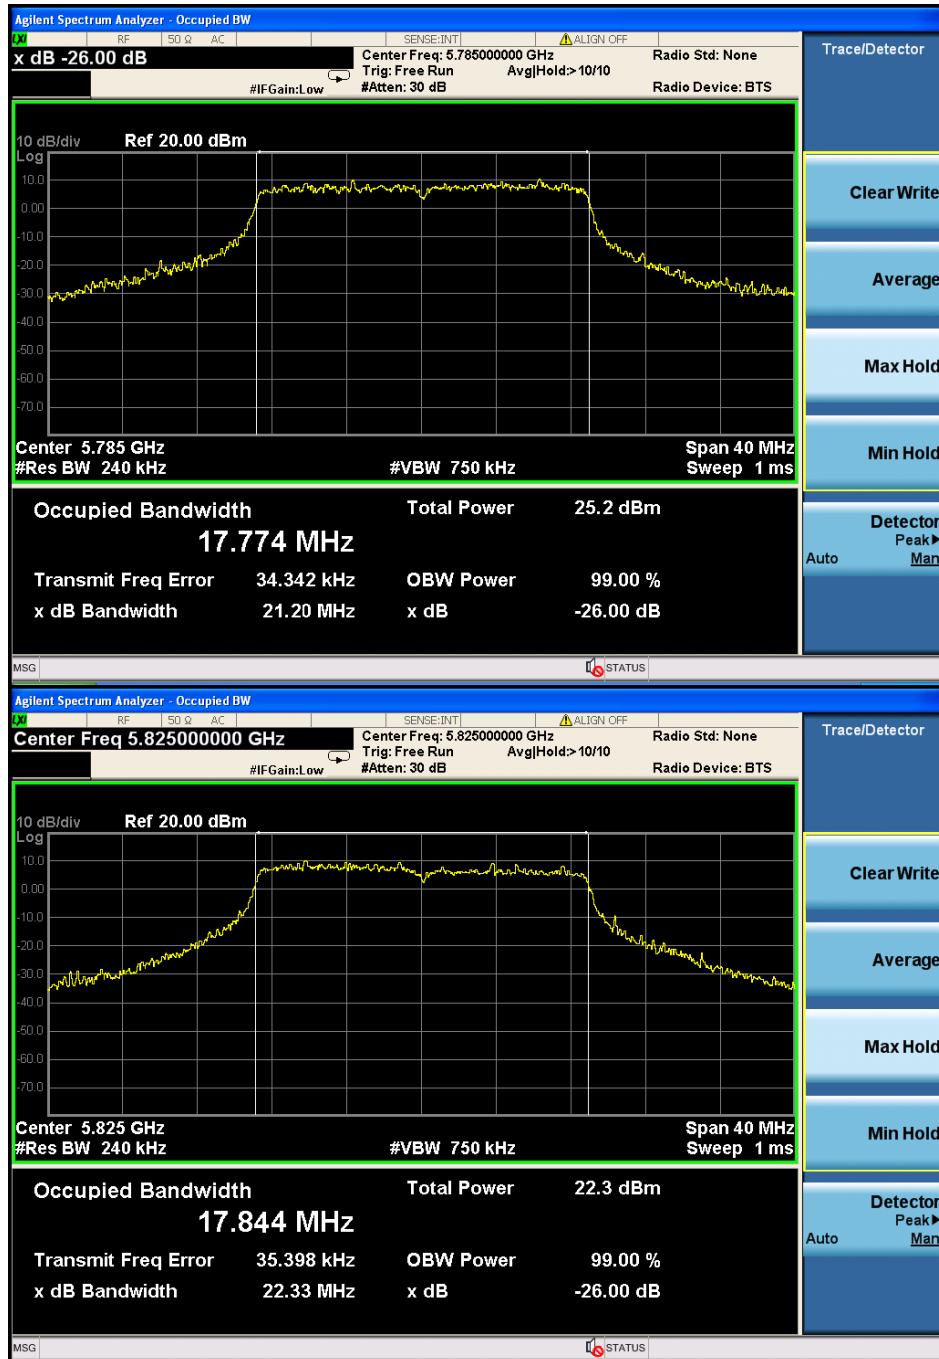 Agilent Spectrum Analyzer - Occupied BW
LXI RF 50 Ω AC SENSE:INT ALIGN OFF
x dB -26.00 dB
Center Freq: 5.785000000 GHz Radio Std: None
Trig: Free Run Avg|Hold:>10/10
#IFGain:Low #Atten: 30 dB Radio Device: BTS
Trace/Detector
10 dB/div Ref 20.00 dBm
Log
10.0
0.00
-10.0
-20.0
-30.0
-40.0
-50.0
-60.0
-70.0
Center 5.785 GHz Span 40 MHz
#Res BW 240 kHz #VBW 750 kHz Sweep 1 ms
Clear Write
Average
Max Hold
Min Hold
Detector
Peak▶
Auto Man
Occupied Bandwidth Total Power 25.2 dBm
17.774 MHz
Transmit Freq Error 34.342 kHz OBW Power 99.00 %
x dB Bandwidth 21.20 MHz x dB -26.00 dB
MSG STATUS
Agilent Spectrum Analyzer - Occupied BW
LXI RF 50 Ω AC SENSE:INT ALIGN OFF
Center Freq 5.825000000 GHz
Center Freq: 5.825000000 GHz Radio Std: None
Trig: Free Run Avg|Hold:>10/10
#IFGain:Low #Atten: 30 dB Radio Device: BTS
Trace/Detector
10 dB/div Ref 20.00 dBm
Log
10.0
0.00
-10.0
-20.0
-30.0
-40.0
-50.0
-60.0
-70.0
Center 5.825 GHz Span 40 MHz
#Res BW 240 kHz #VBW 750 kHz Sweep 1 ms
Clear Write
Average
Max Hold
Min Hold
Detector
Peak▶
Auto Man
Occupied Bandwidth Total Power 22.3 dBm
17.844 MHz
Transmit Freq Error 35.398 kHz OBW Power 99.00 %
x dB Bandwidth 22.33 MHz x dB -26.00 dB
MSG STATUS